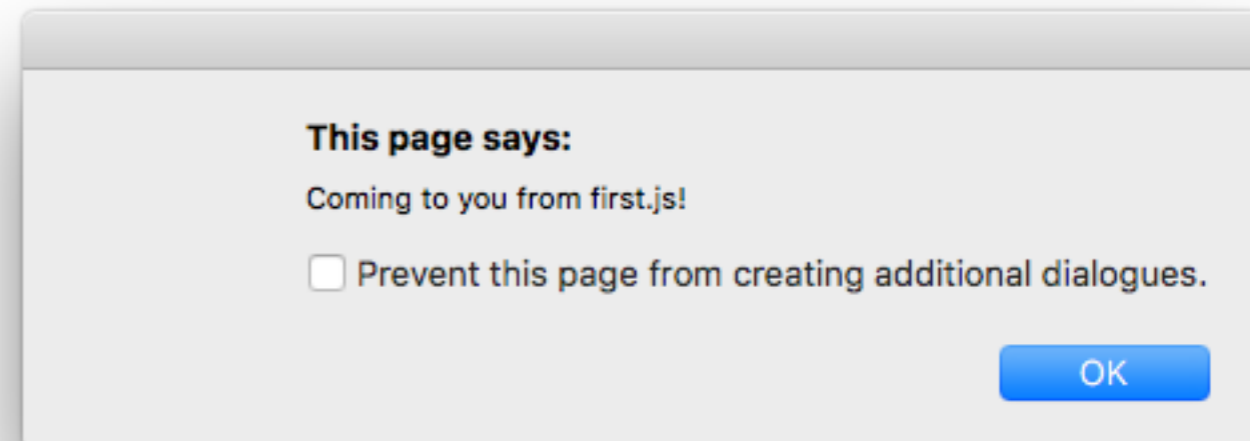 This page says:
Coming to you from first.js!
Prevent this page from creating additional dialogues.
OK